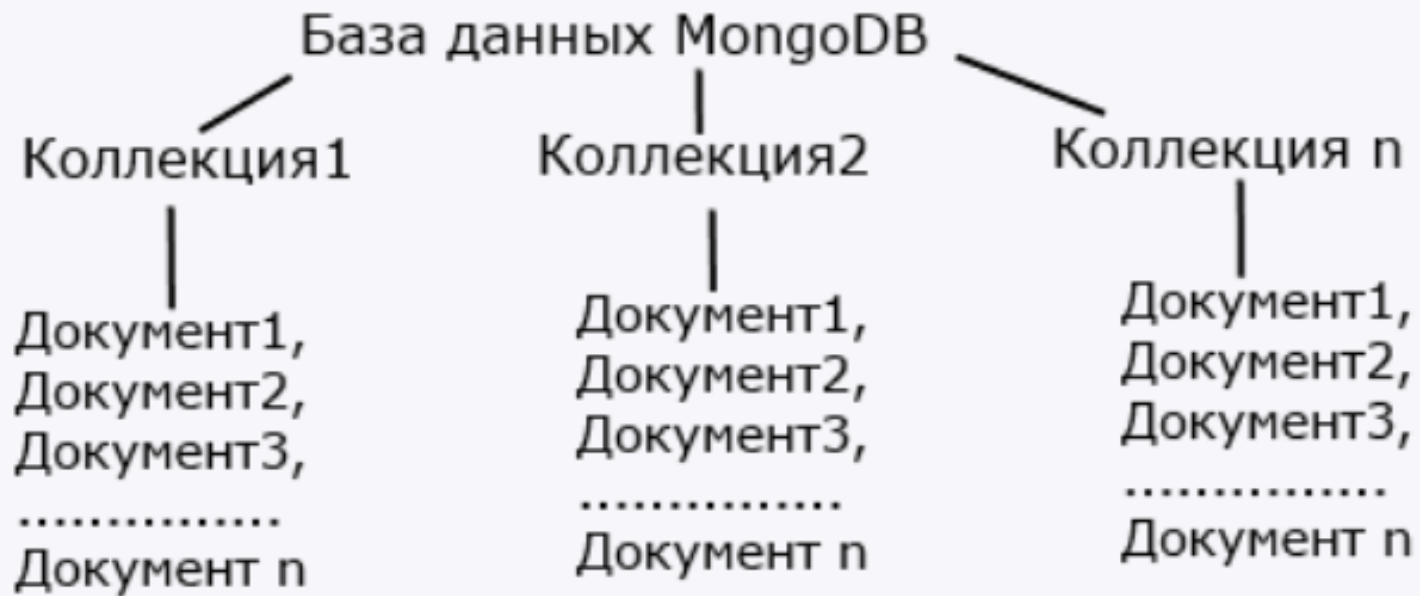 База данных MongoDB
Коллекция1
Коллекция2
Коллекция n
Документ1,
Документ2,
Документ3,
...............
Документ n
Документ1,
Документ2,
Документ3,
...............
Документ n
Документ1,
Документ2,
Документ3,
...............
Документ n